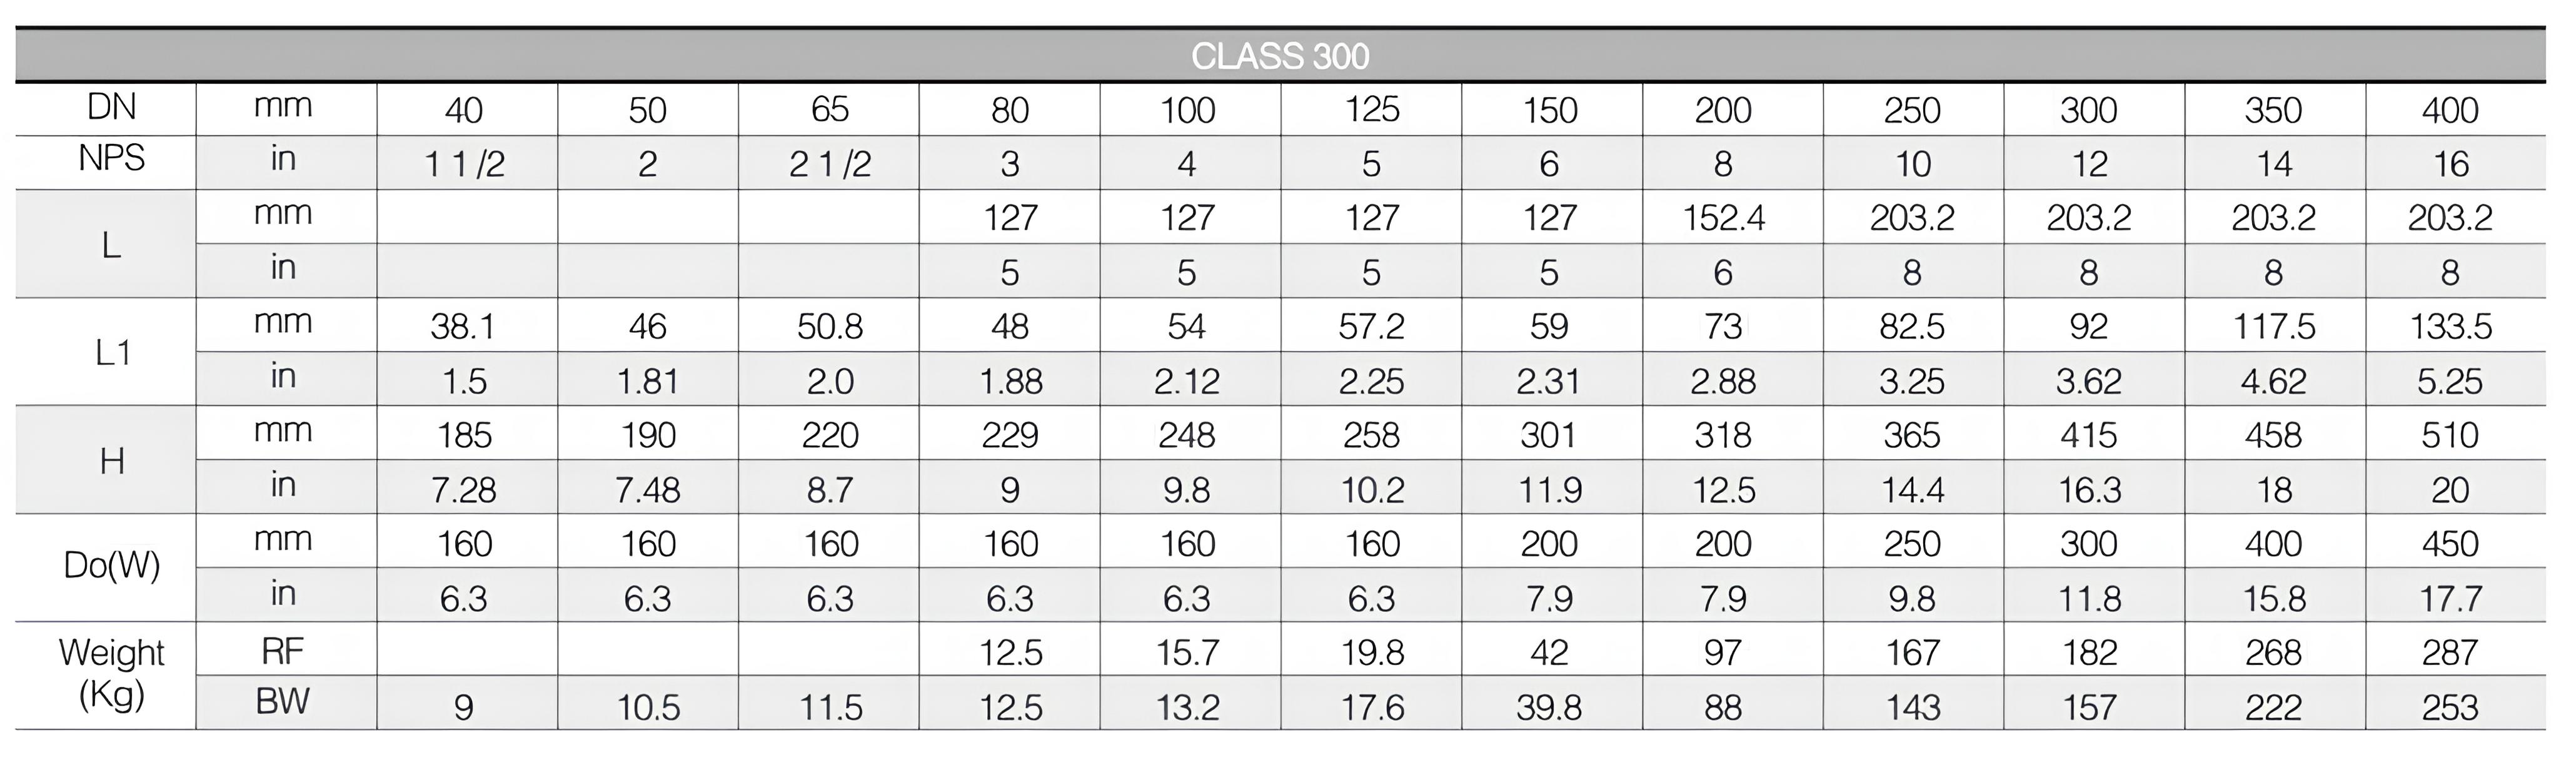 CLASS 300
DN mm 40 50 65 80 100 125 150 200 250 300 350 400
NPS in 1 1/2 2 2 1/2 3 4 5 6 8 10 12 14 16
L mm 127 127 127 127 152.4 203.2 203.2 203.2 203.2
in 5 5 5 5 6 8 8 8 8
L1 mm 38.1 46 50.8 48 54 57.2 59 73 82.5 92 117.5 133.5
in 1.5 1.81 2.0 1.88 2.12 2.25 2.31 2.88 3.25 3.62 4.62 5.25
H mm 185 190 220 229 248 258 301 318 365 415 458 510
in 7.28 7.48 8.7 9 9.8 10.2 11.9 12.5 14.4 16.3 18 20
Do(W) mm 160 160 160 160 160 160 200 200 250 300 400 450
in 6.3 6.3 6.3 6.3 6.3 6.3 7.9 7.9 9.8 11.8 15.8 17.7
Weight (Kg) RF 12.5 15.7 19.8 42 97 167 182 268 287
BW 9 10.5 11.5 12.5 13.2 17.6 39.8 88 143 157 222 253